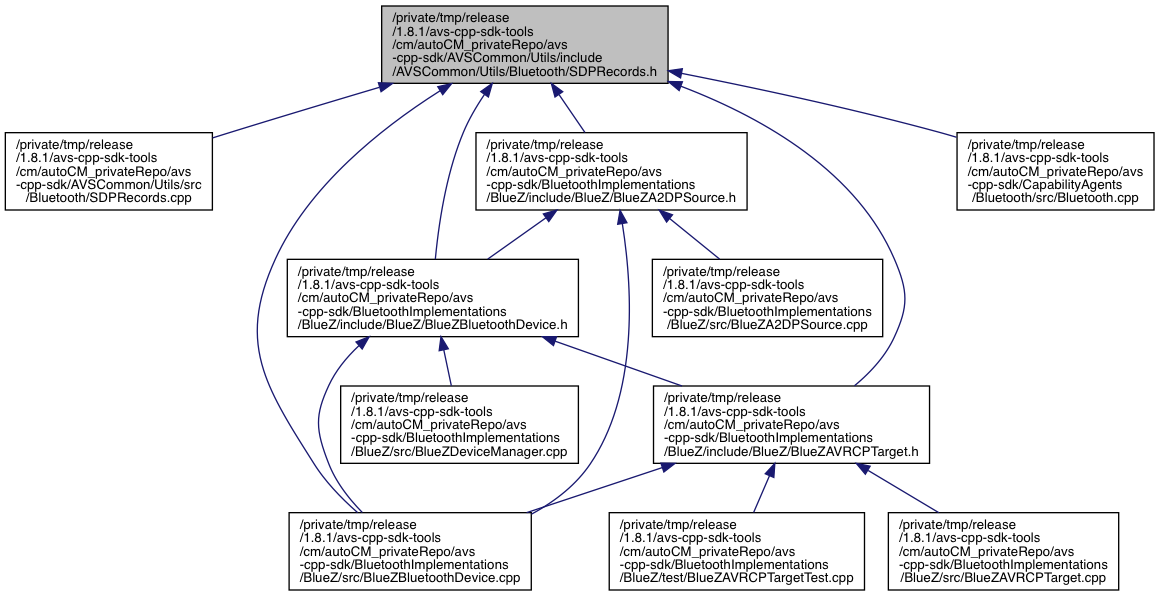 /private/tmp/release
/1.8.1/avs-cpp-sdk-tools
/cm/autoCM_privateRepo/avs
-cpp-sdk/AVSCommon/Utils/include
/AVSCommon/Utils/Bluetooth/SDPRecords.h
/private/tmp/release
/1.8.1/avs-cpp-sdk-tools
/cm/autoCM_privateRepo/avs
-cpp-sdk/AVSCommon/Utils/src
/Bluetooth/SDPRecords.cpp
/private/tmp/release
/1.8.1/avs-cpp-sdk-tools
/cm/autoCM_privateRepo/avs
-cpp-sdk/BluetoothImplementations
/BlueZ/include/BlueZ/BlueZA2DPSource.h
/private/tmp/release
/1.8.1/avs-cpp-sdk-tools
/cm/autoCM_privateRepo/avs
-cpp-sdk/CapabilityAgents
/Bluetooth/src/Bluetooth.cpp
/private/tmp/release
/1.8.1/avs-cpp-sdk-tools
/cm/autoCM_privateRepo/avs
-cpp-sdk/BluetoothImplementations
/BlueZ/include/BlueZ/BlueZBluetoothDevice.h
/private/tmp/release
/1.8.1/avs-cpp-sdk-tools
/cm/autoCM_privateRepo/avs
-cpp-sdk/BluetoothImplementations
/BlueZ/src/BlueZA2DPSource.cpp
/private/tmp/release
/1.8.1/avs-cpp-sdk-tools
/cm/autoCM_privateRepo/avs
-cpp-sdk/BluetoothImplementations
/BlueZ/src/BlueZDeviceManager.cpp
/private/tmp/release
/1.8.1/avs-cpp-sdk-tools
/cm/autoCM_privateRepo/avs
-cpp-sdk/BluetoothImplementations
/BlueZ/include/BlueZ/BlueZAVRCPTarget.h
/private/tmp/release
/1.8.1/avs-cpp-sdk-tools
/cm/autoCM_privateRepo/avs
-cpp-sdk/BluetoothImplementations
/BlueZ/src/BlueZBluetoothDevice.cpp
/private/tmp/release
/1.8.1/avs-cpp-sdk-tools
/cm/autoCM_privateRepo/avs
-cpp-sdk/BluetoothImplementations
/BlueZ/test/BlueZAVRCPTargetTest.cpp
/private/tmp/release
/1.8.1/avs-cpp-sdk-tools
/cm/autoCM_privateRepo/avs
-cpp-sdk/BluetoothImplementations
/BlueZ/src/BlueZAVRCPTarget.cpp